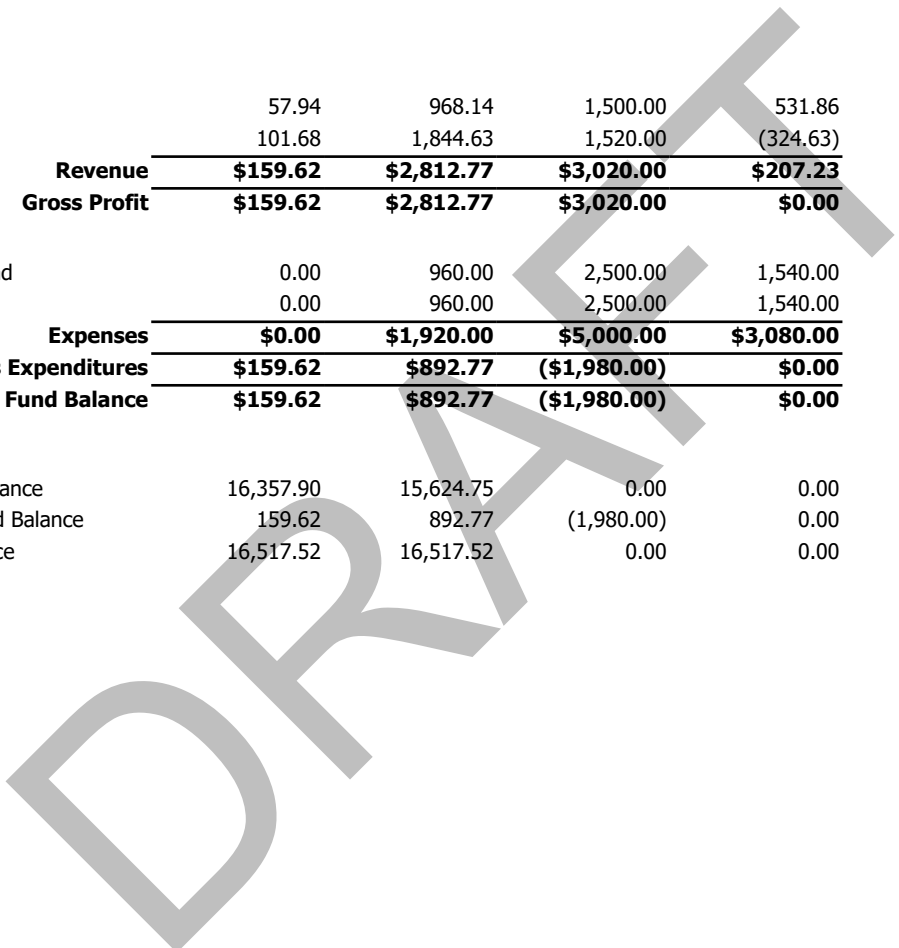 57.94 968.14 1,500.00 531.86
101.68 1,844.63 1,520.00 (324.63)
Revenue $159.62 $2,812.77 $3,020.00 $207.23
Gross Profit $159.62 $2,812.77 $3,020.00 $0.00
0.00 960.00 2,500.00 1,540.00
0.00 960.00 2,500.00 1,540.00
Expenses $0.00 $1,920.00 $5,000.00 $3,080.00
Expenditures $159.62 $892.77 ($1,980.00) $0.00
Fund Balance $159.62 $892.77 ($1,980.00) $0.00
16,357.90 15,624.75 0.00 0.00
Balance 159.62 892.77 (1,980.00) 0.00
16,517.52 16,517.52 0.00 0.00
DRAFT